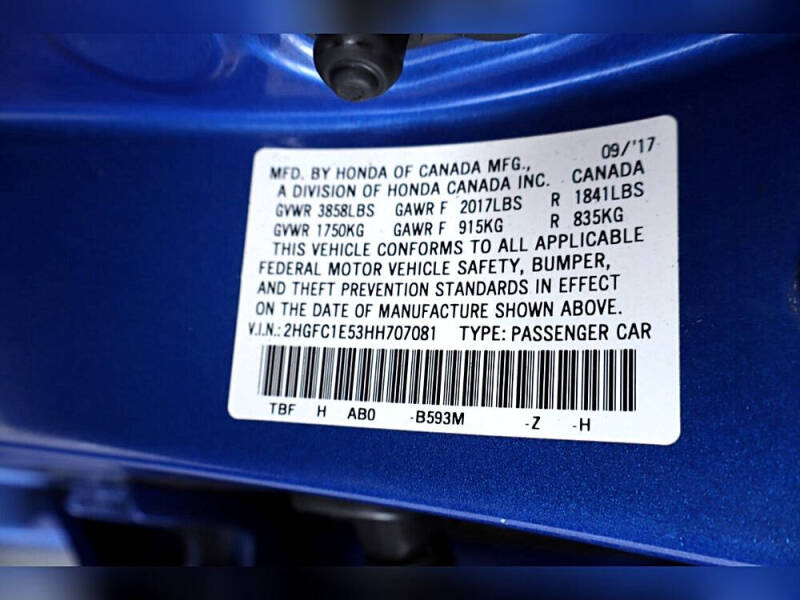 09/'17
MFD. BY HONDA OF CANADA MFG., CANADA
A DIVISION OF HONDA CANADA INC.
GVWR 3858LBS GAWR F 2017LBS R 1841LBS
GVWR 1750KG GAWR F 915KG R 835KG
THIS VEHICLE CONFORMS TO ALL APPLICABLE
FEDERAL MOTOR VEHICLE SAFETY, BUMPER,
AND THEFT PREVENTION STANDARDS IN EFFECT
ON THE DATE OF MANUFACTURE SHOWN ABOVE.
V.I.N.: 2HGFC1E53HH707081 TYPE: PASSENGER CAR
TBF H AB0 -B593M -Z -H